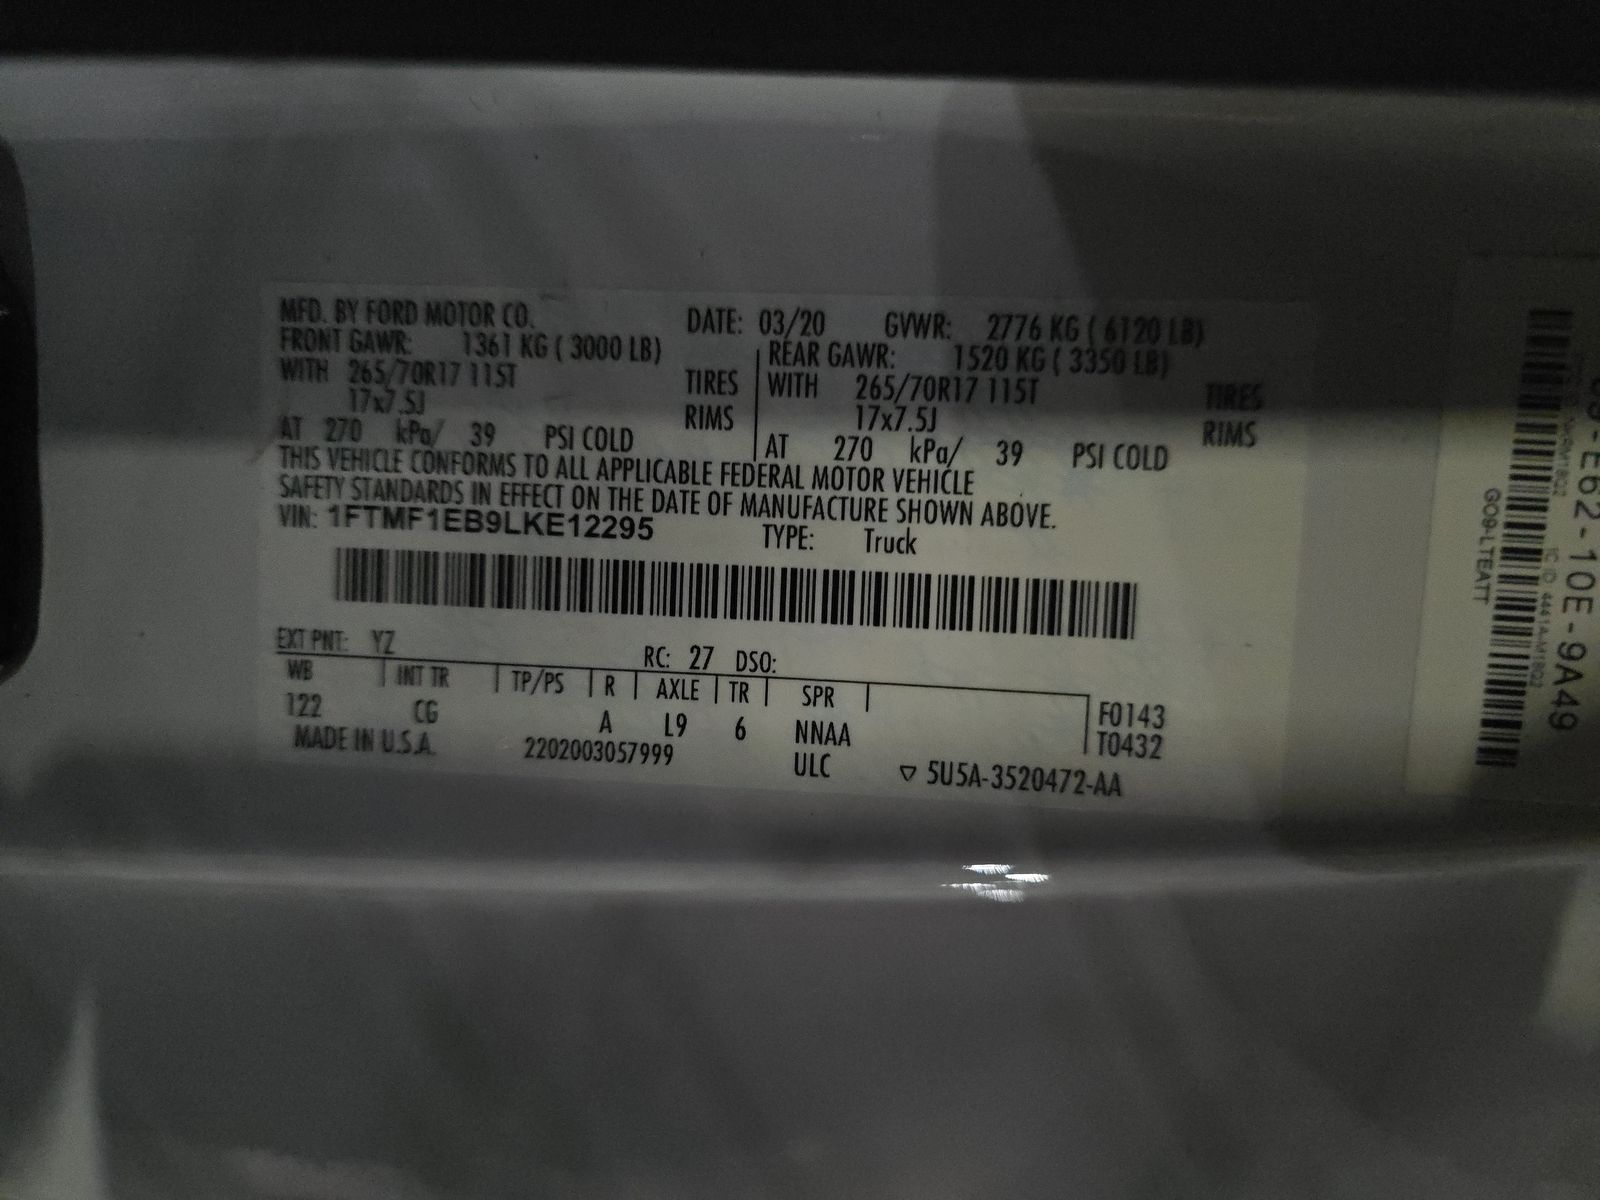 MFD. BY FORD MOTOR CO. DATE: 03/20 GVWR: 2776 KG ( 6120 LB)
FRONT GAWR: 1361 KG ( 3000 LB) REAR GAWR: 1520 KG ( 3350 LB)
WITH 265/70R17 115T TIRES WITH 265/70R17 115T TIRES
17x7.5J RIMS 17x7.5J RIMS
AT 270 kPa/ 39 PSI COLD AT 270 kPa/ 39 PSI COLD
THIS VEHICLE CONFORMS TO ALL APPLICABLE FEDERAL MOTOR VEHICLE
SAFETY STANDARDS IN EFFECT ON THE DATE OF MANUFACTURE SHOWN ABOVE.
VIN: 1FTMF1EB9LKE12295 TYPE: Truck
EXT PNT: YZ RC: 27 DSO:
WB INT TR TP/PS R AXLE TR SPR
122 CG A L9 6 NNAA F0143
T0432
MADE IN U.S.A. 2202003057999 ULC ▽ 5U5A-3520472-AA
E62-10E-9A49
GO9-LTEATT